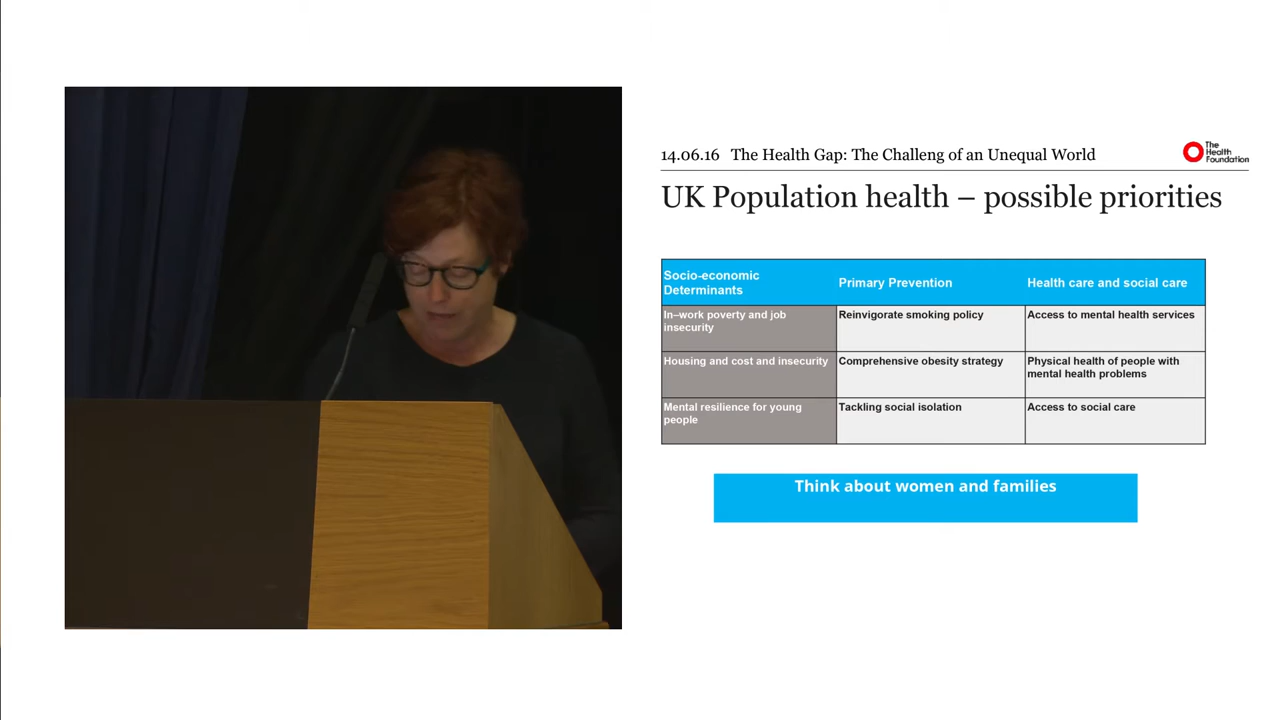 14.06.16 The Health Gap: The Challeng of an Unequal World
The
Health
Foundation
UK Population health – possible priorities
Socio-economic
Determinants
Primary Prevention
Health care and social care
In–work poverty and job
insecurity
Reinvigorate smoking policy
Access to mental health services
Housing and cost and insecurity
Comprehensive obesity strategy
Physical health of people with
mental health problems
Mental resilience for young
people
Tackling social isolation
Access to social care
Think about women and families